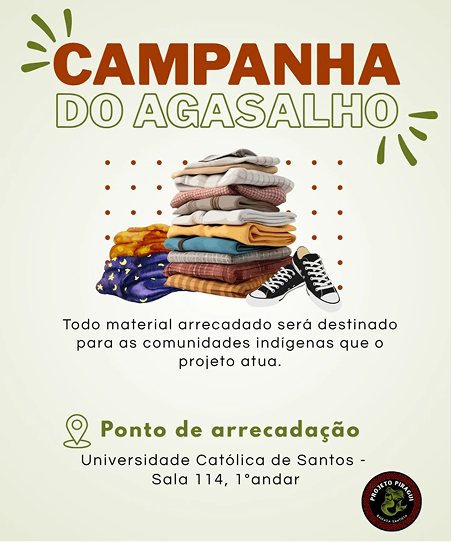 CAMPANHA
DO AGASALHO
Todo material arrecadado será destinado
para as comunidades indígenas que o
projeto atua.
Ponto de arrecadação
Universidade Católica de Santos -
Sala 114, 1°andar
PROJETO PIRAGUI